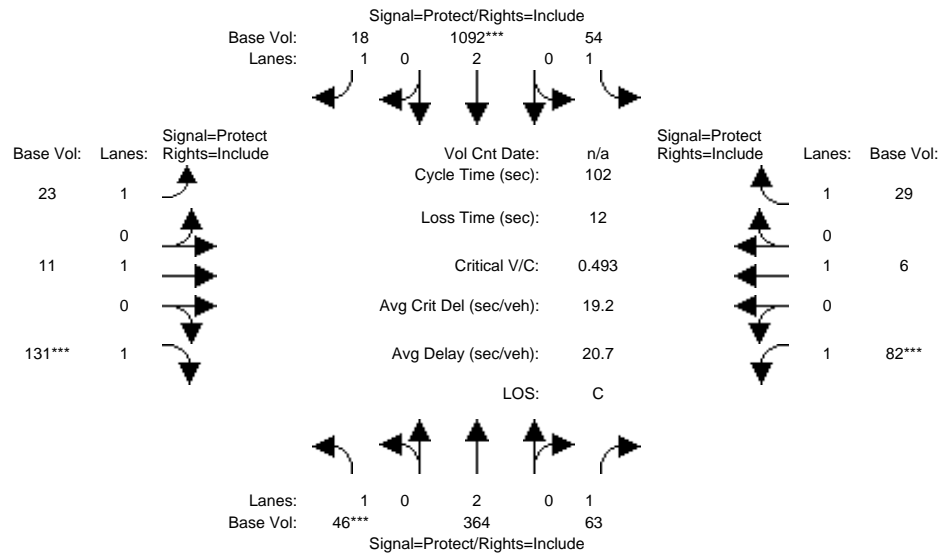 Signal=Protect/Rights=Include
Base Vol: 18 1092*** 54
Lanes: 1 0 2 0 1
Signal=Protect
Base Vol: Lanes: Rights=Include
Vol Cnt Date: n/a
Signal=Protect
Rights=Include Lanes: Base Vol:
Cycle Time (sec): 102
23 1
1 29
Loss Time (sec): 12
0
0
11 1
Critical V/C: 0.493
1 6
0
Avg Crit Del (sec/veh): 19.2
0
131*** 1
Avg Delay (sec/veh): 20.7
1 82***
LOS: C
Lanes: 1 0 2 0 1
Base Vol: 46*** 364 63
Signal=Protect/Rights=Include